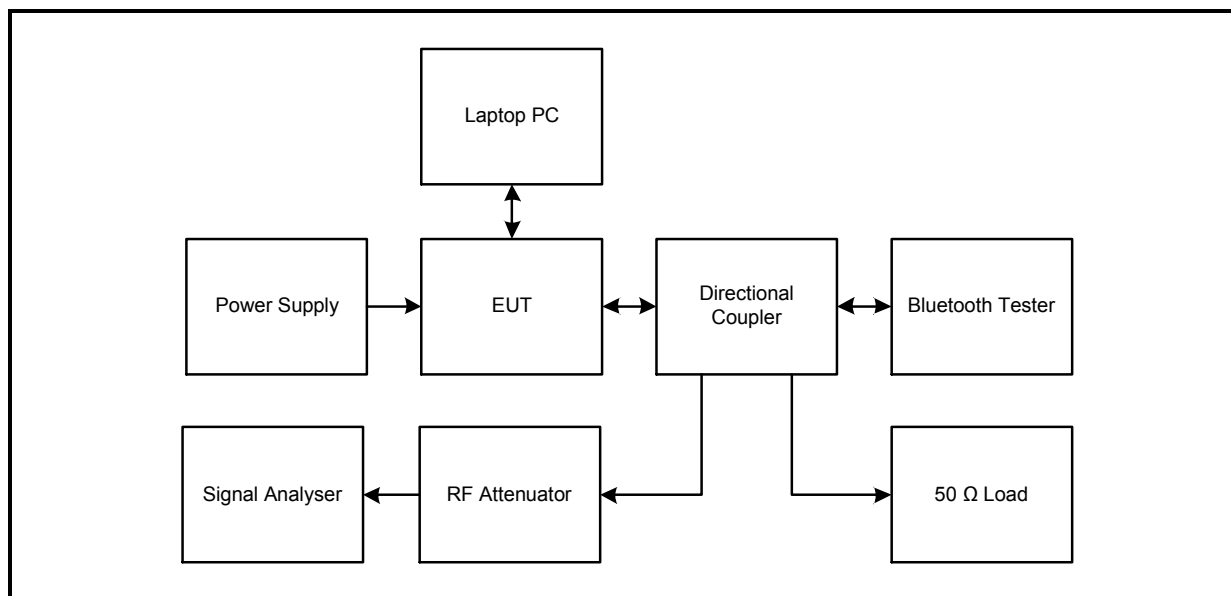 Laptop PC
Power Supply
EUT
Directional
Coupler
Bluetooth Tester
Signal Analyser
RF Attenuator
50 Ω Load